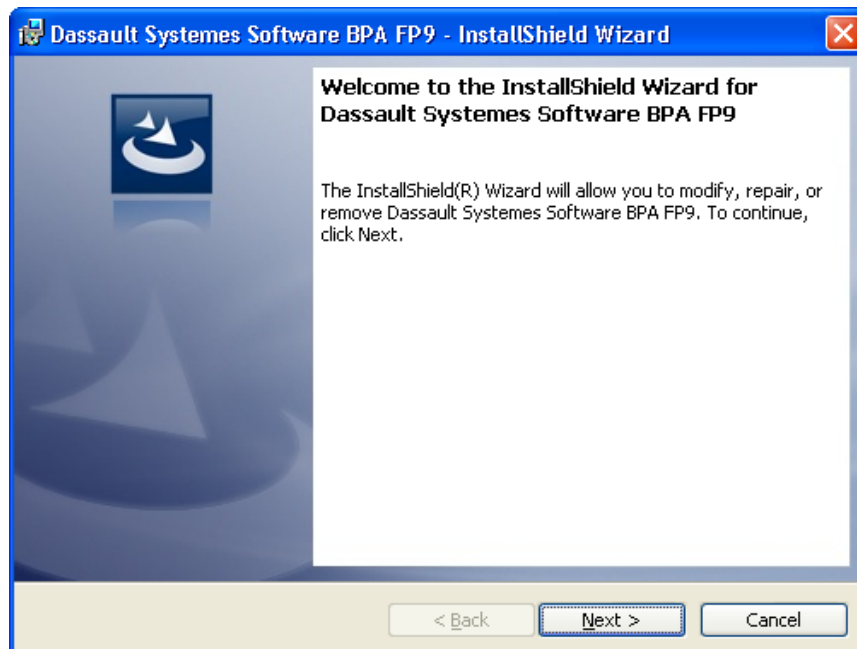 Dassault Systemes Software BPA FP9 - InstallShield Wizard
Welcome to the InstallShield Wizard for
Dassault Systemes Software BPA FP9
The InstallShield(R) Wizard will allow you to modify, repair, or
remove Dassault Systemes Software BPA FP9. To continue,
click Next.
< Back Next > Cancel